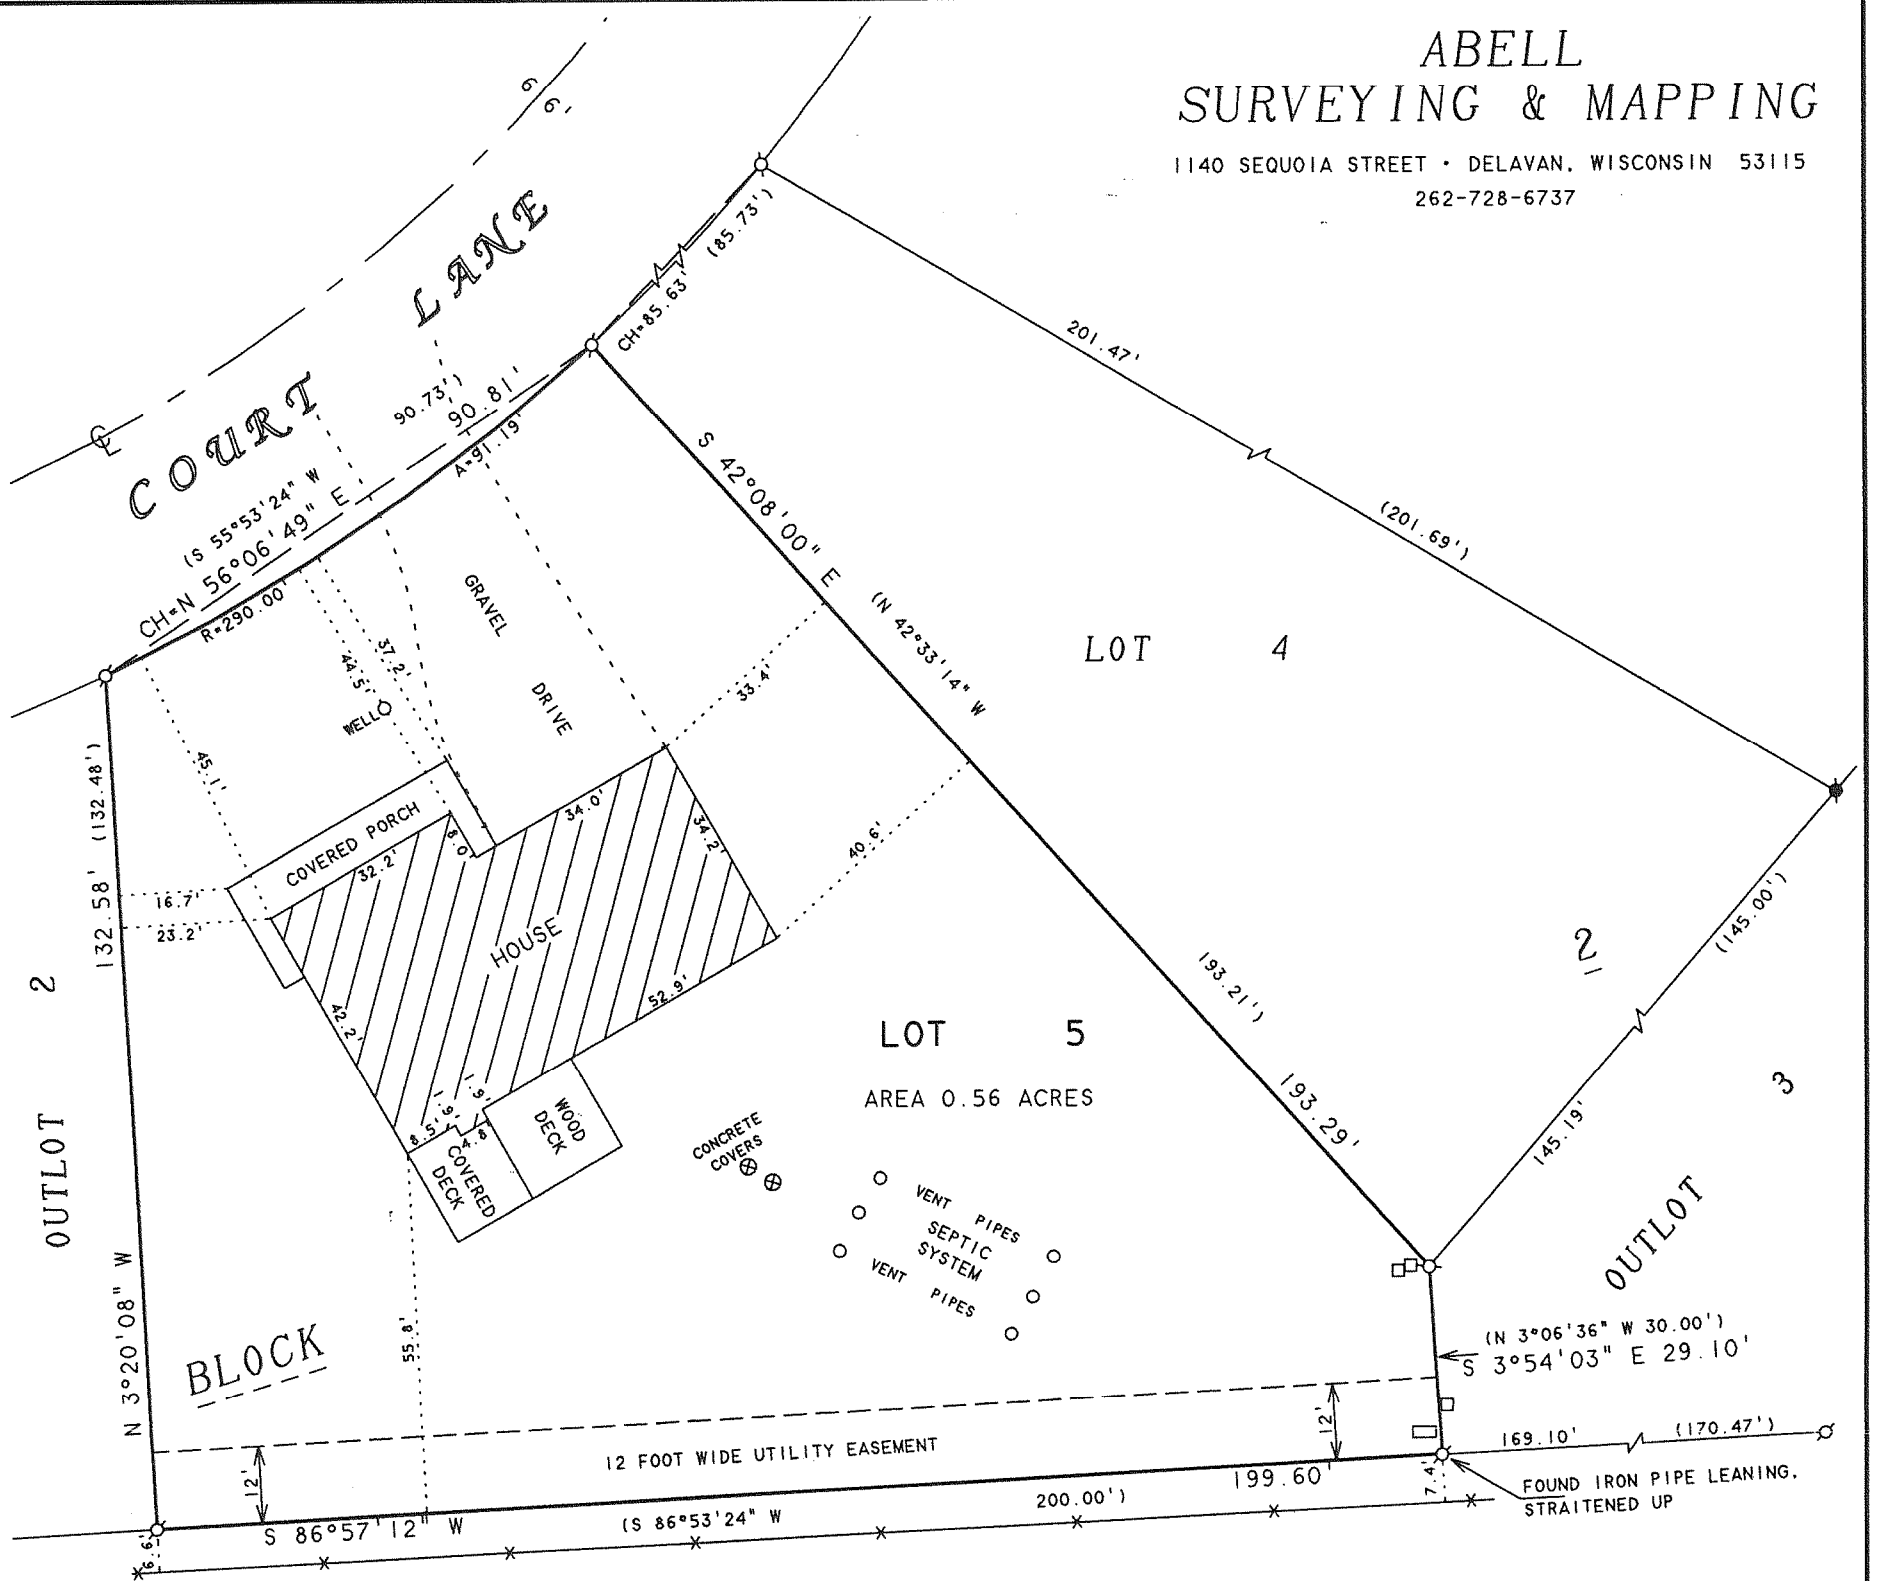 ABELL
SURVEYING & MAPPING
1140 SEQUOIA STREET • DELAVAN, WISCONSIN 53115
262-728-6737
66'
COURT LANE
℄
(85.73')
CH=85.63'
90.73')
90.81'
A=91.19'
(S 55°53'24" W
CH=N 56°06'49" E
R=290.00'
201.47'
(201.69')
S 42°08'00" E
(N 42°33'14" W
193.21')
193.29'
LOT 4
GRAVEL
DRIVE
37.2'
44.5'
WELL
45.1'
33.4'
40.6'
132.58' (132.48')
N 3°20'08" W
16.7'
23.2'
COVERED PORCH
32.2'
8.0'
34.0'
34.2'
HOUSE
42.2'
52.9'
1.9'
1.9'
8.5'
4.8'
COVERED
DECK
WOOD
DECK
OUTLOT 2
LOT 5
AREA 0.56 ACRES
2
(145.00')
145.19'
OUTLOT 3
CONCRETE
COVERS
VENT PIPES
SEPTIC
SYSTEM
VENT PIPES
55.8'
BLOCK
(N 3°06'36" W 30.00')
S 3°54'03" E 29.10'
12'
12'
12 FOOT WIDE UTILITY EASEMENT
169.10' (170.47')
199.60'
7.4'
FOUND IRON PIPE LEANING,
STRAITENED UP
S 86°57'12" W
(S 86°53'24" W 200.00')
6.6'